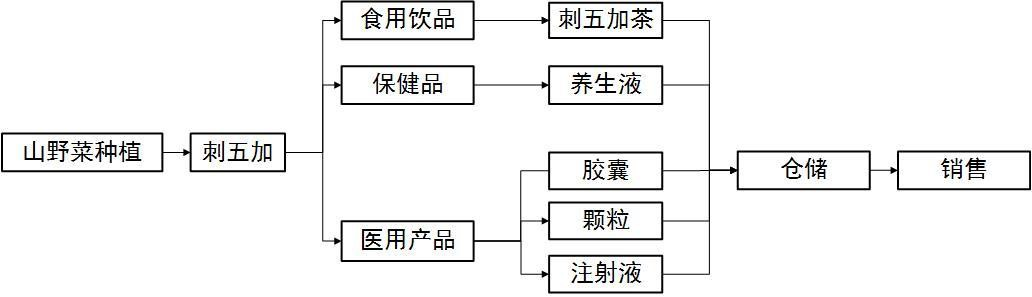 山野菜种植
刺五加
食用饮品
刺五加茶
保健品
养生液
医用产品
胶囊
颗粒
注射液
仓储
销售